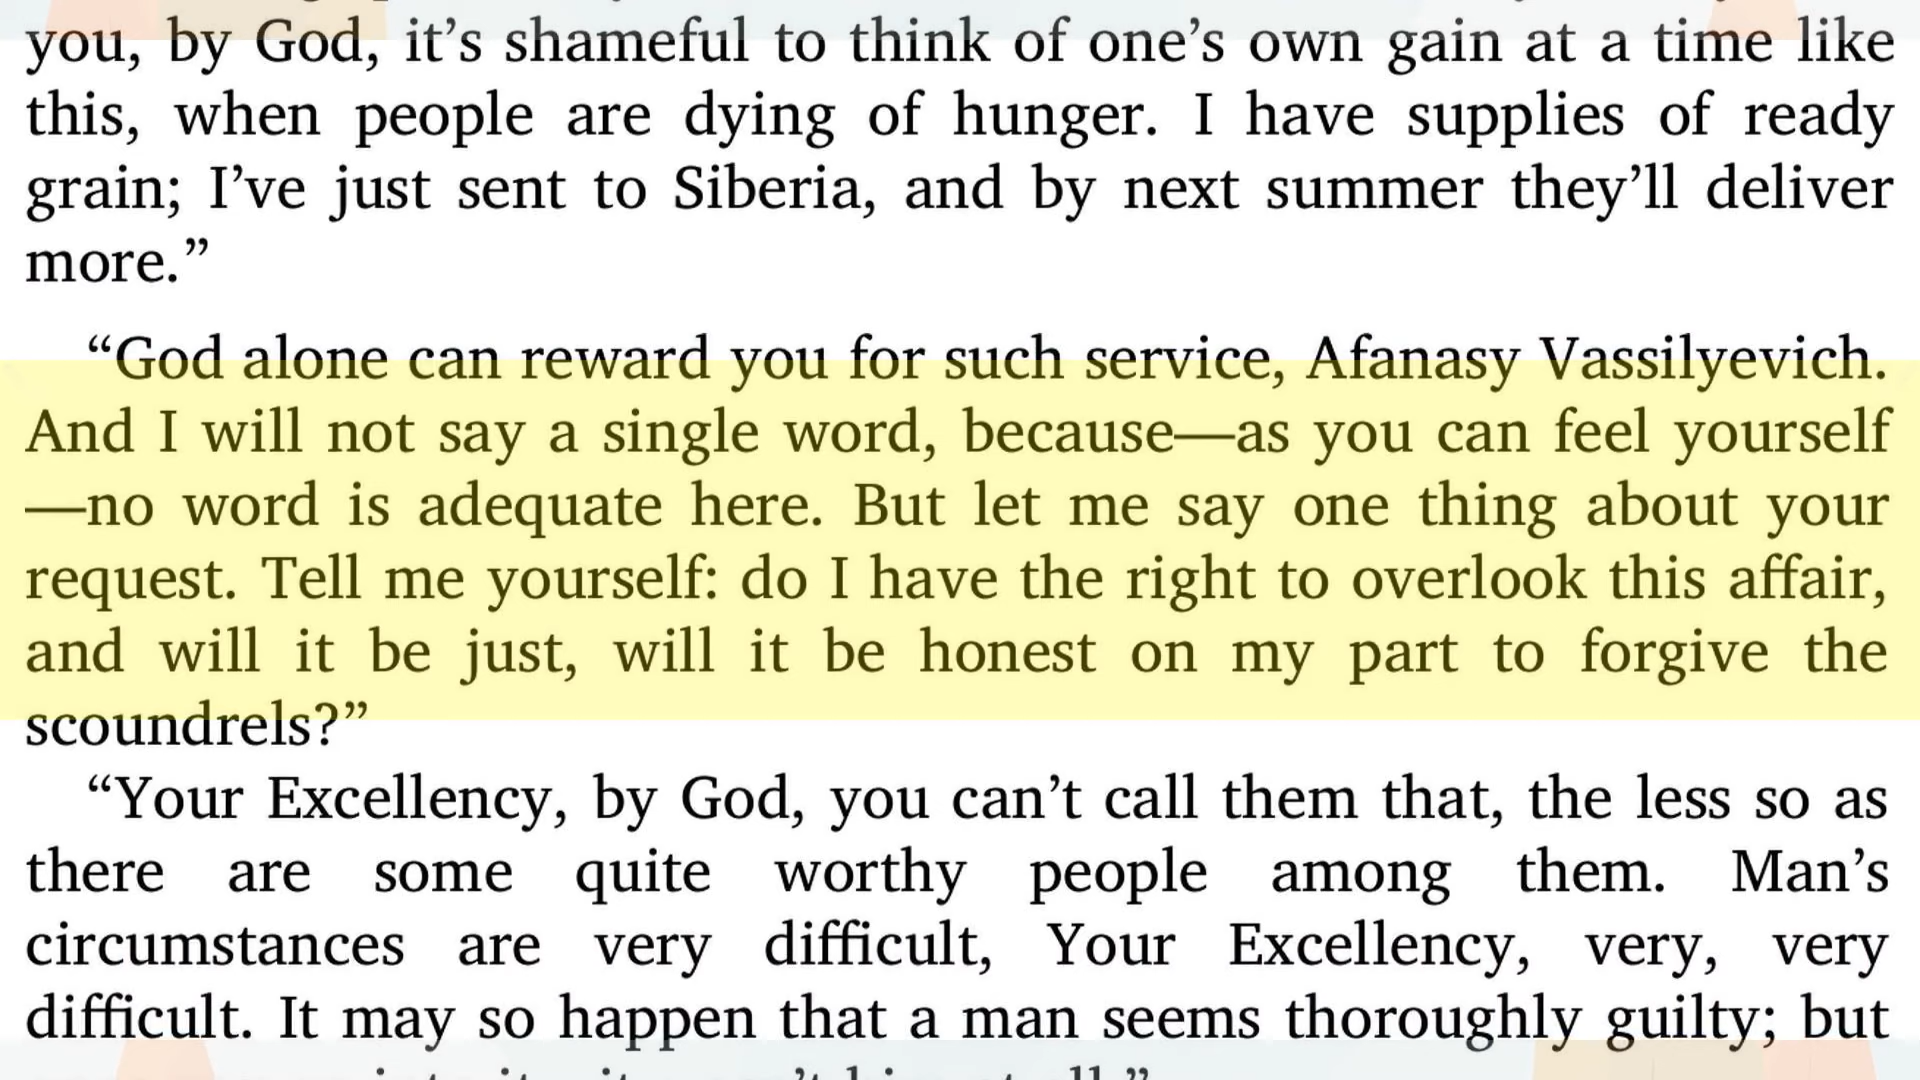 you, by God, it’s shameful to think of one’s own gain at a time like
this, when people are dying of hunger. I have supplies of ready
grain; I’ve just sent to Siberia, and by next summer they’ll deliver
more.”
“God alone can reward you for such service, Afanasy Vassilyevich.
And I will not say a single word, because—as you can feel yourself
—no word is adequate here. But let me say one thing about your
request. Tell me yourself: do I have the right to overlook this affair,
and will it be just, will it be honest on my part to forgive the
scoundrels?”
“Your Excellency, by God, you can’t call them that, the less so as
there are some quite worthy people among them. Man’s
circumstances are very difficult, Your Excellency, very, very
difficult. It may so happen that a man seems thoroughly guilty; but